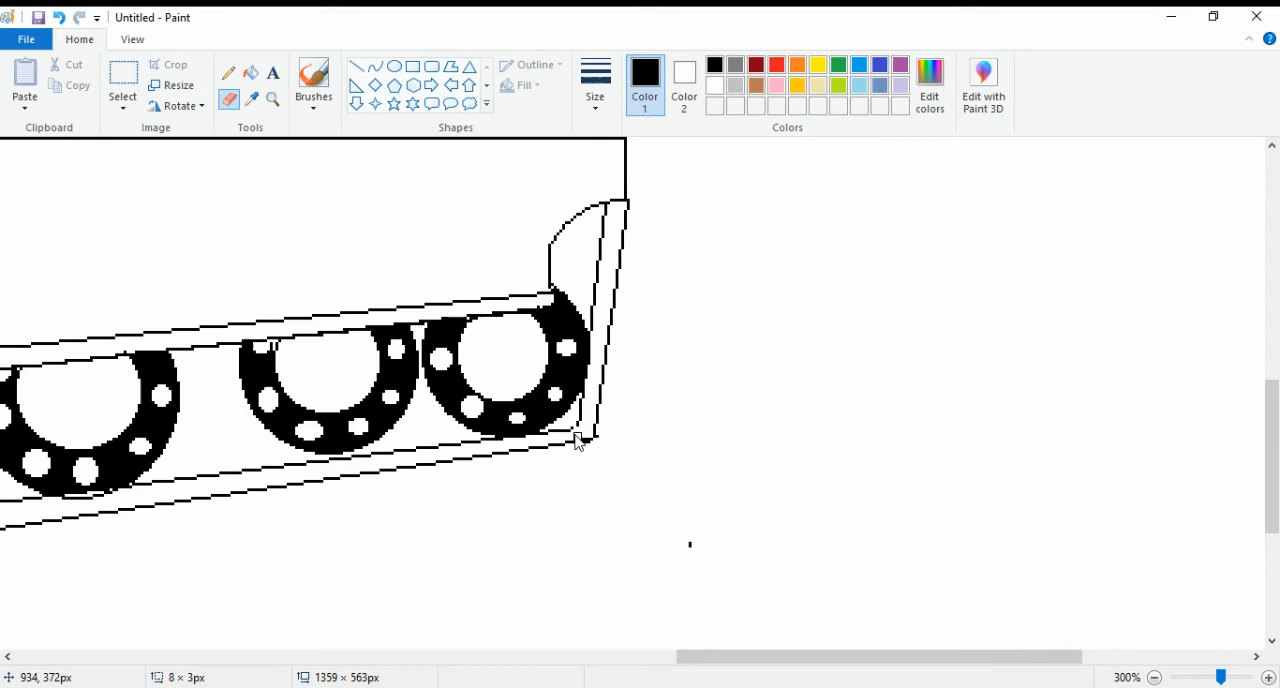 Untitled - Paint
File Home View
Paste
Cut
Copy
Clipboard
Select
Crop
Resize
Rotate
Image
A
Tools
Brushes
Outline
Fill
Shapes
Size
Color 1
Color 2
Edit colors
Colors
Edit with Paint 3D
934, 372px 8 × 3px 1359 × 563px 300%